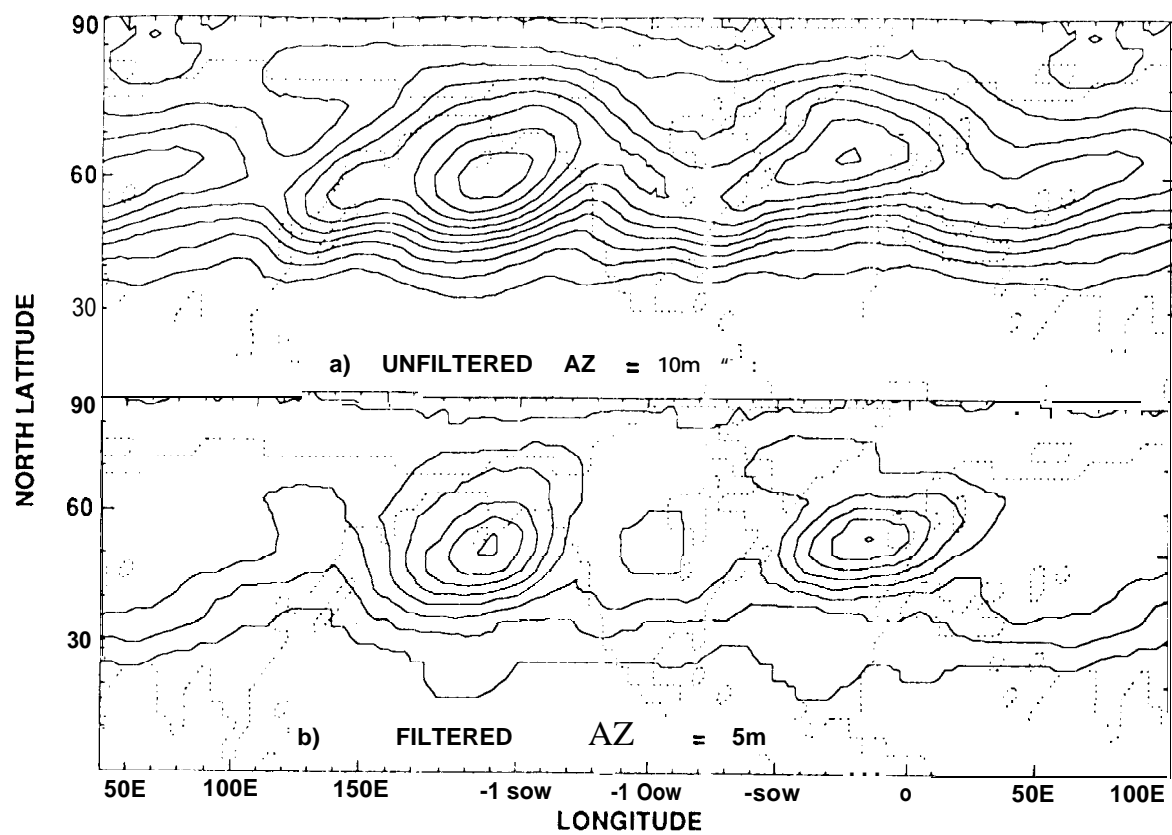 90
60
30
a) UNFILTERED AZ = 10m " :
NORTH LATITUDE
90
60
30
b) FILTERED AZ = 5m
50E 100E 150E -1 sow -1 0ow -sow o 50E 100E
LONGITUDE